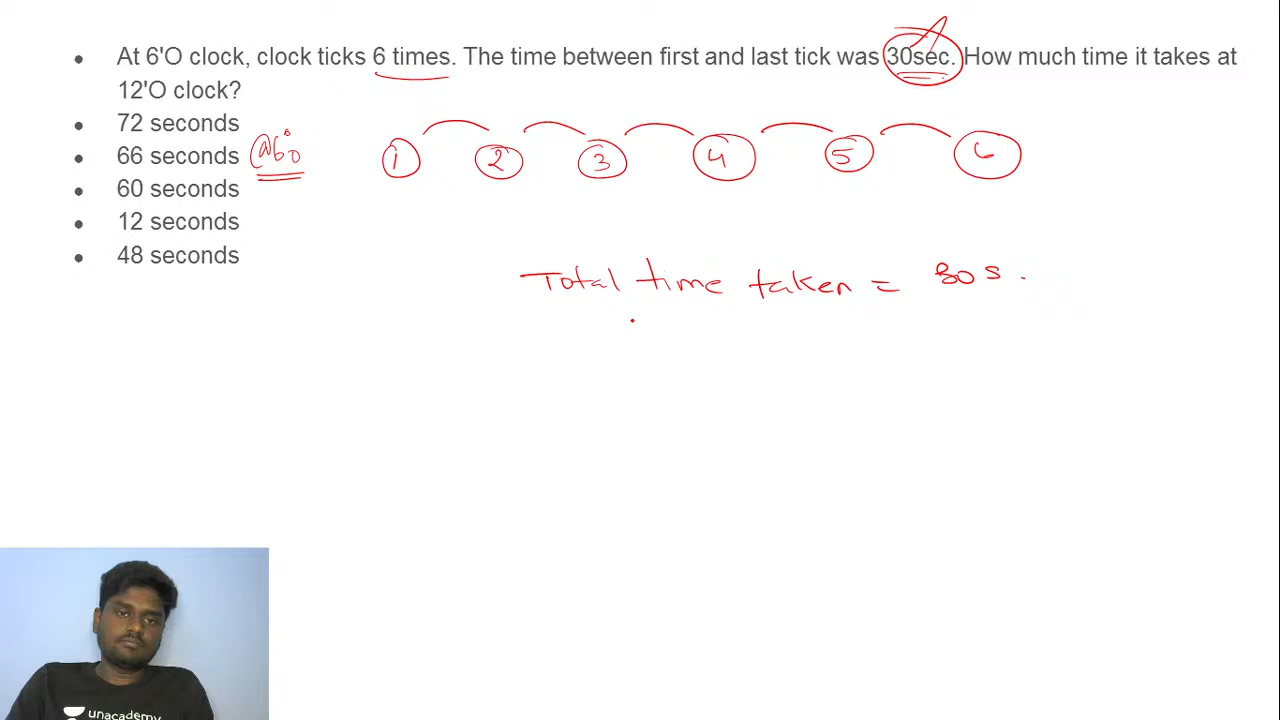 • At 6'O clock, clock ticks 6 times. The time between first and last tick was 30sec. How much time it takes at
12'O clock?
• 72 seconds
• 66 seconds
• 60 seconds
• 12 seconds
• 48 seconds
1 2 3 4 5 6
Total time taken = 30 s.
unacademy